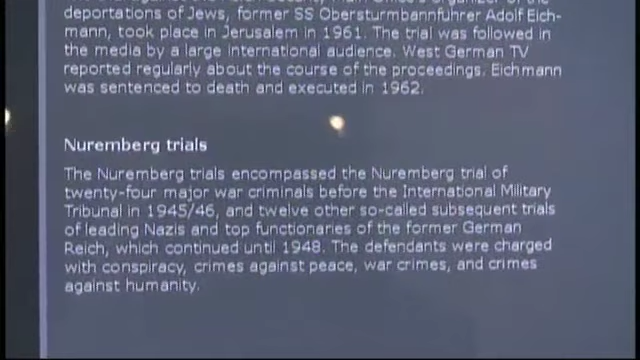 deportations of Jews, former SS Obersturmbannführer Adolf Eich-
mann, took place in Jerusalem in 1961. The trial was followed in
the media by a large international audience. West German TV
reported regularly about the course of the proceedings. Eichmann
was sentenced to death and executed in 1962.
Nuremberg trials
The Nuremberg trials encompassed the Nuremberg trial of
twenty-four major war criminals before the International Military
Tribunal in 1945/46, and twelve other so-called subsequent trials
of leading Nazis and top functionaries of the former German
Reich, which continued until 1948. The defendants were charged
with conspiracy, crimes against peace, war crimes, and crimes
against humanity.